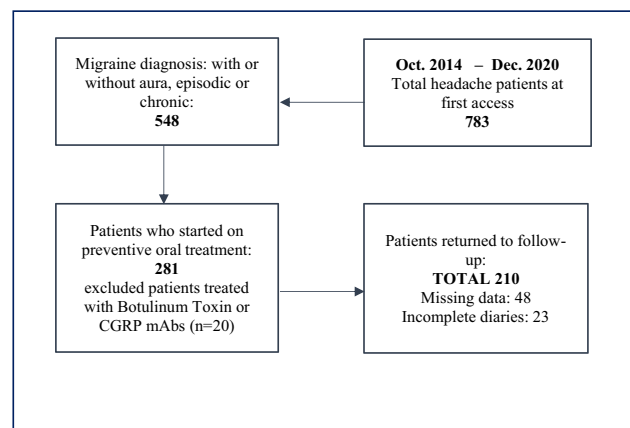 Oct. 2014 – Dec. 2020
Total headache patients at
first access
783
Migraine diagnosis: with or
without aura, episodic or
chronic:
548
Patients who started on
preventive oral treatment:
281
excluded patients treated
with Botulinum Toxin or
CGRP mAbs (n=20)
Patients returned to follow-
up:
TOTAL 210
Missing data: 48
Incomplete diaries: 23